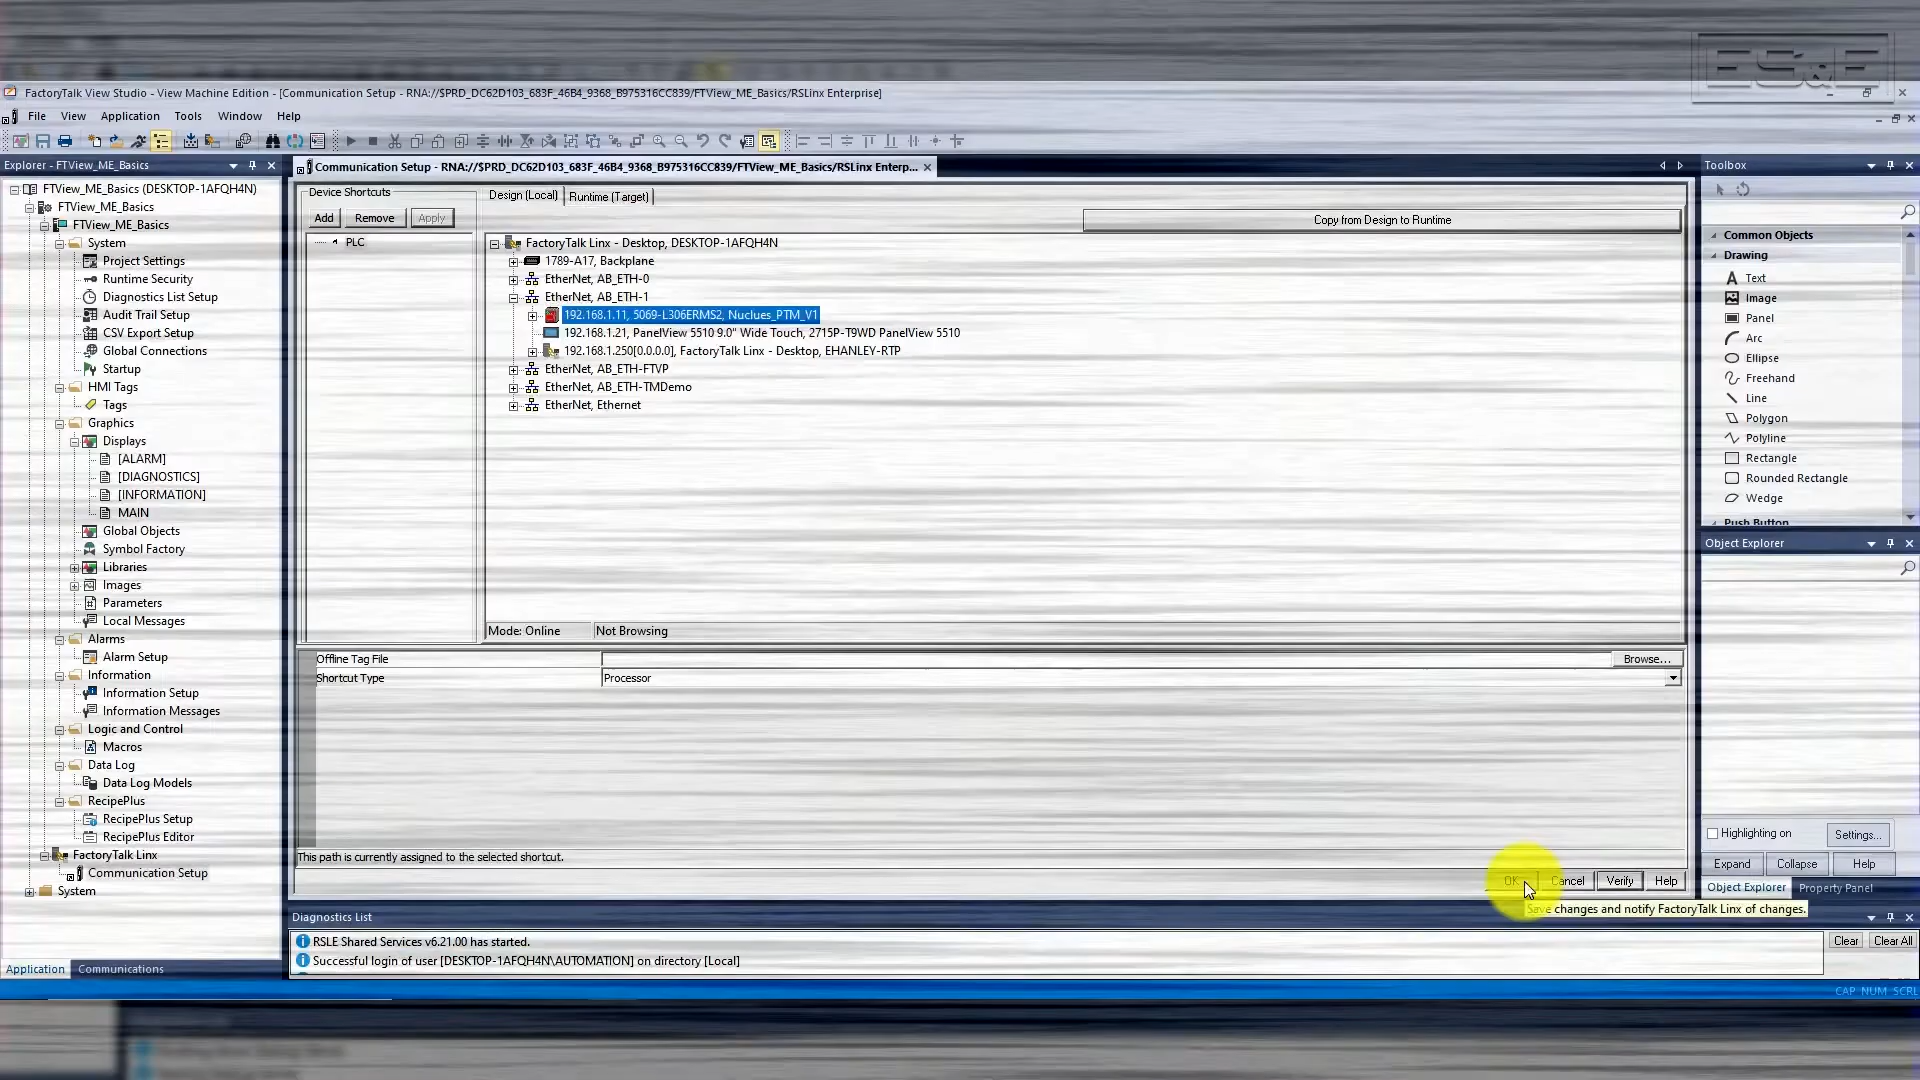 ES&E
FactoryTalk View Studio - View Machine Edition - [Communication Setup - RNA://$PRD_DC62D103_683F_46B4_9368_B975316CC839/FTView_ME_Basics/RSLinx Enterprise]
File View Application Tools Window Help
Explorer - FTView_ME_Basics
FTView_ME_Basics (DESKTOP-1AFQH4N)
FTView_ME_Basics
FTView_ME_Basics
System
Project Settings
Runtime Security
Diagnostics List Setup
Audit Trail Setup
CSV Export Setup
Global Connections
Startup
HMI Tags
Tags
Graphics
Displays
[ALARM]
[DIAGNOSTICS]
[INFORMATION]
MAIN
Global Objects
Symbol Factory
Libraries
Images
Parameters
Local Messages
Alarms
Alarm Setup
Information
Information Setup
Information Messages
Logic and Control
Macros
Data Log
Data Log Models
RecipePlus
RecipePlus Setup
RecipePlus Editor
FactoryTalk Linx
Communication Setup
System
Application Communications
Communication Setup - RNA://$PRD_DC62D103_683F_46B4_9368_B975316CC839/FTView_ME_Basics/RSLinx Enterp...
Device Shortcuts
Add Remove Apply
PLC
Design (Local) Runtime (Target)
Copy from Design to Runtime
FactoryTalk Linx - Desktop, DESKTOP-1AFQH4N
1789-A17, Backplane
EtherNet, AB_ETH-0
EtherNet, AB_ETH-1
192.168.1.11, 5069-L306ERMS2, Nuclues_PTM_V1
192.168.1.21, PanelView 5510 9.0" Wide Touch, 2715P-T9WD PanelView 5510
192.168.1.250[0.0.0.0], FactoryTalk Linx - Desktop, EHANLEY-RTP
EtherNet, AB_ETH-FTVP
EtherNet, AB_ETH-TMDemo
EtherNet, Ethernet
Mode: Online Not Browsing
Offline Tag File Browse...
Shortcut Type Processor
This path is currently assigned to the selected shortcut.
OK Cancel Verify Help
Save changes and notify FactoryTalk Linx of changes.
Diagnostics List
RSLE Shared Services v6.21.00 has started.
Successful login of user [DESKTOP-1AFQH4N\AUTOMATION] on directory [Local]
Clear Clear All
Toolbox
Common Objects
Drawing
Text
Image
Panel
Arc
Ellipse
Freehand
Line
Polygon
Polyline
Rectangle
Rounded Rectangle
Wedge
Push Button
Object Explorer
Highlighting on Settings...
Expand Collapse Help
Object Explorer Property Panel
CAP NUM SCRL